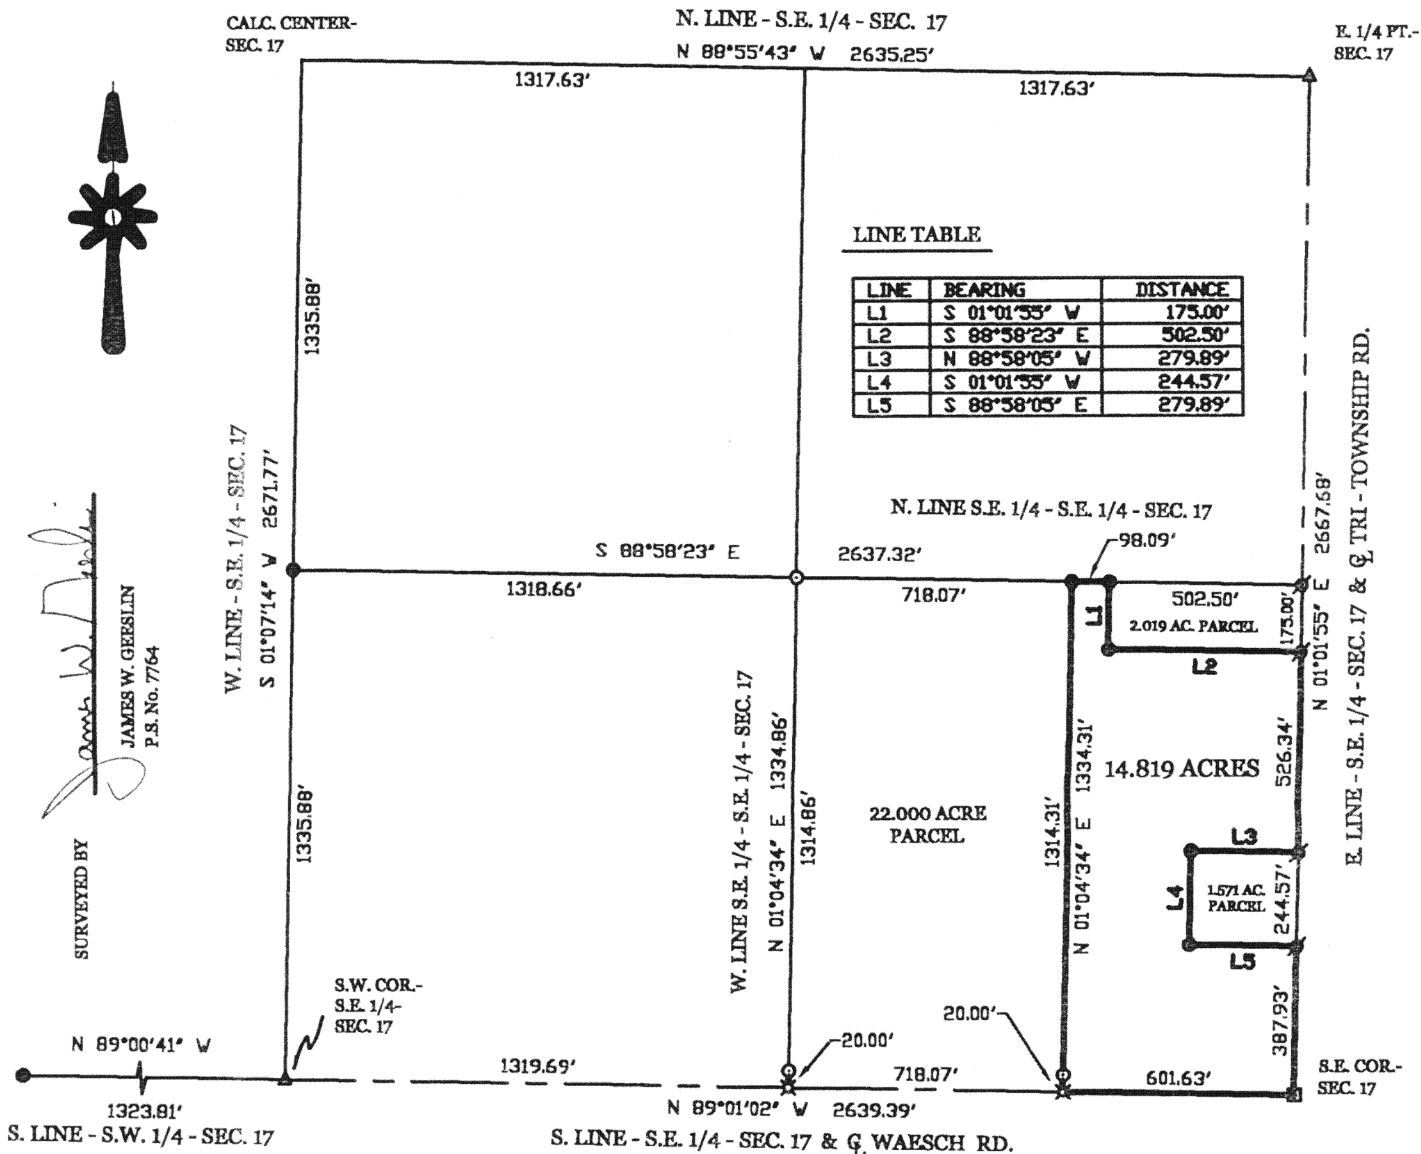 CALC. CENTER-
SEC. 17
N. LINE - S.E. 1/4 - SEC. 17
N 88°55'43" W 2635.25'
E. 1/4 PT.-
SEC. 17
1317.63'
1317.63'
LINE TABLE
LINE BEARING DISTANCE
L1 S 01°01'55" W 175.00'
L2 S 88°58'23" E 502.50'
L3 N 88°58'05" W 279.89'
L4 S 01°01'55" W 244.57'
L5 S 88°58'05" E 279.89'
1335.88'
W. LINE - S.E. 1/4 - SEC. 17
S 01°07'14" W 2671.77'
E. LINE - S.E. 1/4 - SEC. 17 & ℄ TRI - TOWNSHIP RD.
N 01°01'55" E 2667.68'
N. LINE S.E. 1/4 - S.E. 1/4 - SEC. 17
98.09'
S 88°58'23" E 2637.32'
1318.66'
718.07'
502.50'
L1
2.019 AC. PARCEL
175.00'
L2
W. LINE S.E. 1/4 - S.E. 1/4 - SEC. 17
N 01°04'34" E 1334.86'
1314.86'
22.000 ACRE
PARCEL
1314.31'
N 01°04'34" E 1334.31'
14.819 ACRES
526.34'
L3
L4
1.571 AC.
PARCEL
244.57'
L5
387.93'
1335.88'
SURVEYED BY
JAMES W. GEESLIN
P.S. No. 7764
S.W. COR.-
S.E. 1/4-
SEC. 17
N 89°00'41" W
1323.81'
S. LINE - S.W. 1/4 - SEC. 17
1319.69'
20.00'
718.07'
20.00'
601.63'
S.E. COR.-
SEC. 17
N 89°01'02" W 2639.39'
S. LINE - S.E. 1/4 - SEC. 17 & ℄ WAESCH RD.